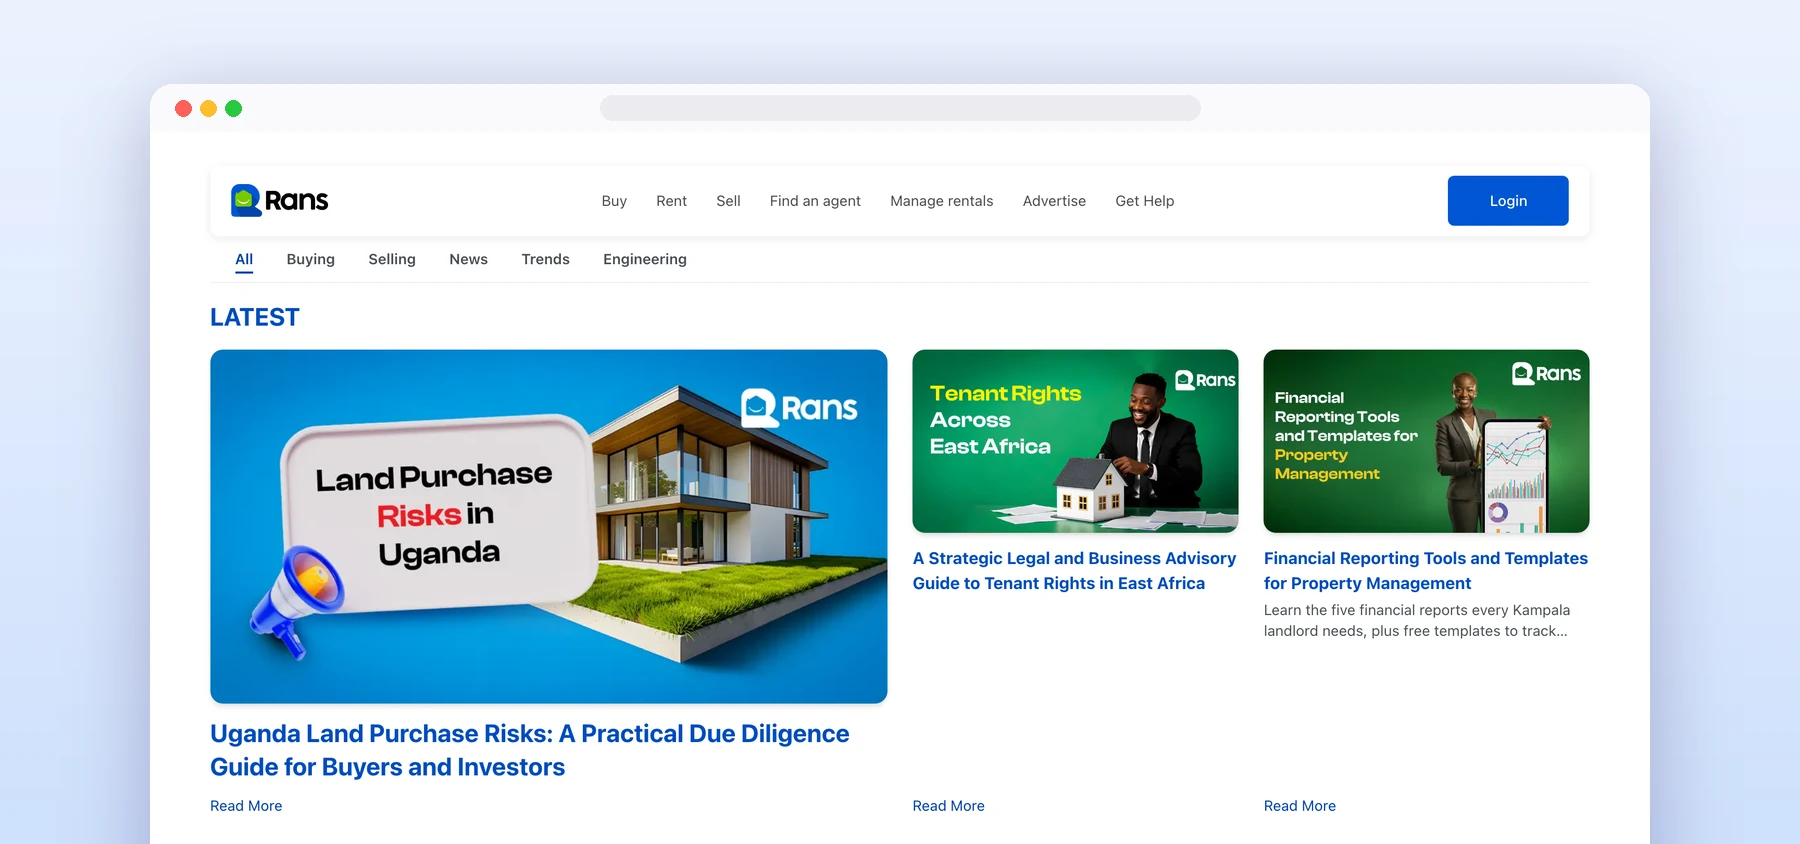 Rans
Buy Rent Sell Find an agent Manage rentals Advertise Get Help
Login
All Buying Selling News Trends Engineering
LATEST
Rans
Land Purchase
Risks in
Uganda
Uganda Land Purchase Risks: A Practical Due Diligence
Guide for Buyers and Investors
Read More
Rans
Tenant Rights
Across
East Africa
A Strategic Legal and Business Advisory
Guide to Tenant Rights in East Africa
Read More
Rans
Financial
Reporting Tools
and Templates for
Property
Management
Financial Reporting Tools and Templates
for Property Management
Learn the five financial reports every Kampala
landlord needs, plus free templates to track...
Read More